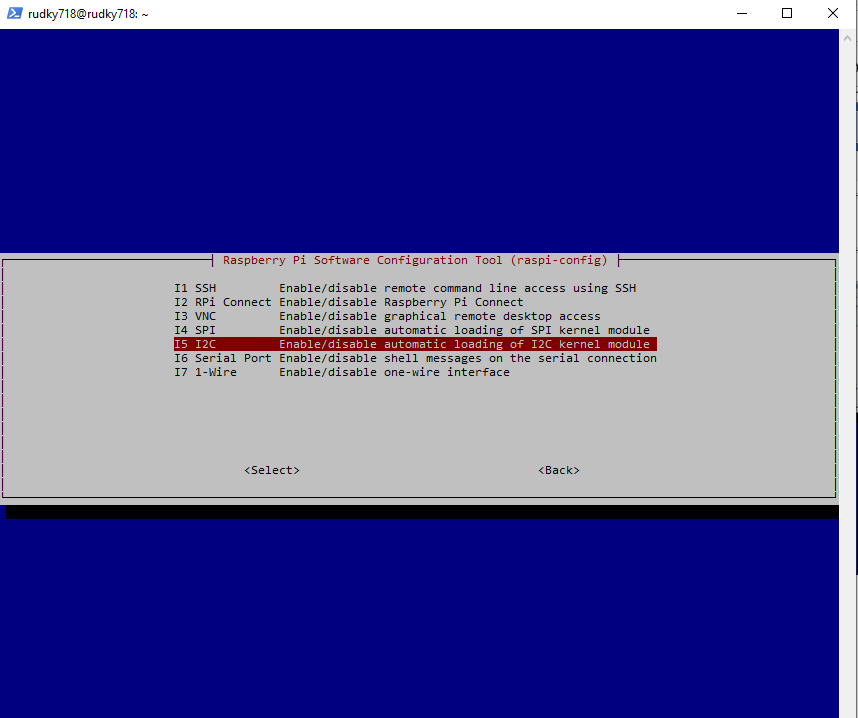 rudky718@rudky718: ~
Raspberry Pi Software Configuration Tool (raspi-config)
I1 SSH Enable/disable remote command line access using SSH
I2 RPi Connect Enable/disable Raspberry Pi Connect
I3 VNC Enable/disable graphical remote desktop access
I4 SPI Enable/disable automatic loading of SPI kernel module
I5 I2C Enable/disable automatic loading of I2C kernel module
I6 Serial Port Enable/disable shell messages on the serial connection
I7 1-Wire Enable/disable one-wire interface
<Select> <Back>